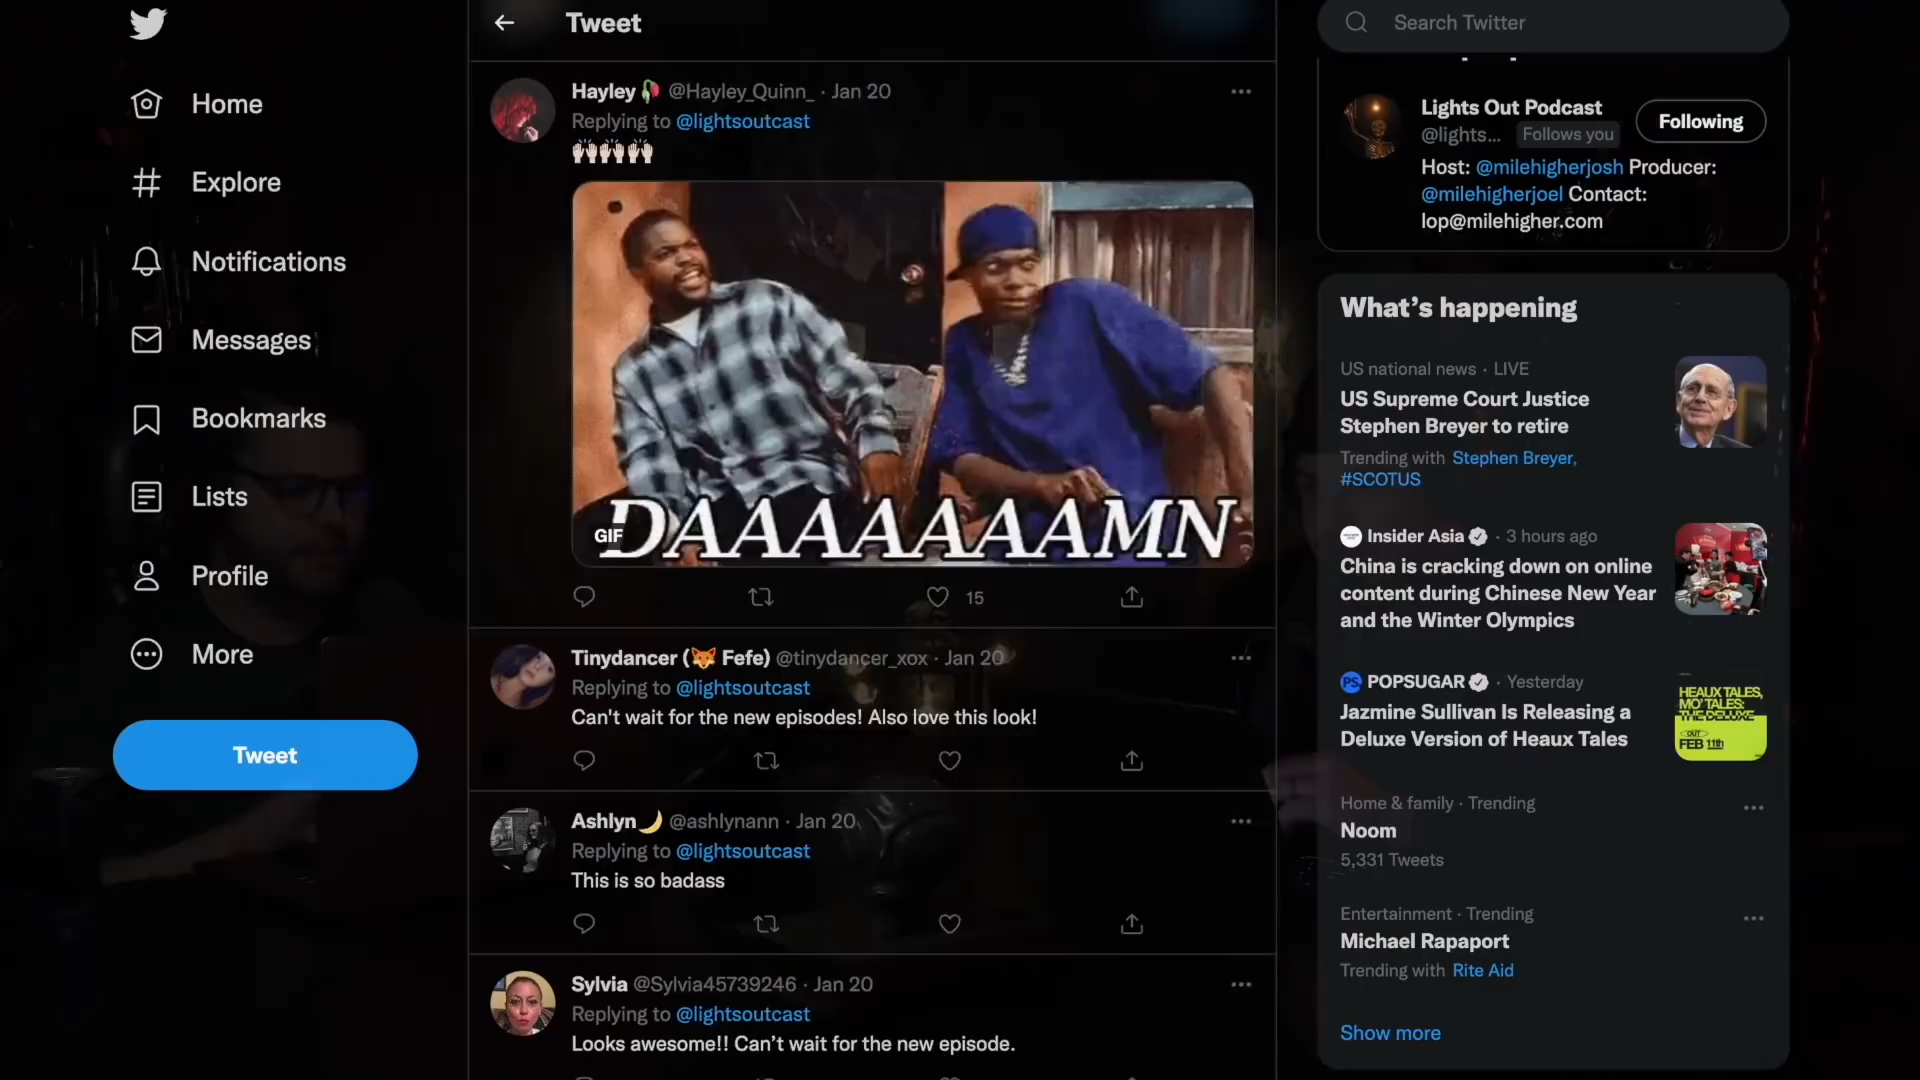 Tweet
Search Twitter
Home
Explore
Notifications
Messages
Bookmarks
Lists
Profile
More
Tweet
Hayley @Hayley_Quinn_ · Jan 20
Replying to @lightsoutcast
GIF
DAAAAAAAMN
15
Tinydancer (🦊 Fefe) @tinydancer_xox · Jan 20
Replying to @lightsoutcast
Can't wait for the new episodes! Also love this look!
Ashlyn🌙 @ashlynann · Jan 20
Replying to @lightsoutcast
This is so badass
Sylvia @Sylvia45739246 · Jan 20
Replying to @lightsoutcast
Looks awesome!! Can’t wait for the new episode.
Lights Out Podcast
@lights... Follows you
Following
Host: @milehigherjosh Producer:
@milehigherjoel Contact:
lop@milehigher.com
What’s happening
US national news · LIVE
US Supreme Court Justice
Stephen Breyer to retire
Trending with Stephen Breyer,
#SCOTUS
Insider Asia · 3 hours ago
China is cracking down on online
content during Chinese New Year
and the Winter Olympics
PS POPSUGAR · Yesterday
Jazmine Sullivan Is Releasing a
Deluxe Version of Heaux Tales
HEAUX TALES,
MO' TALES:
THE DELUXE
OUT
FEB 11th
Home & family · Trending
Noom
5,331 Tweets
Entertainment · Trending
Michael Rapaport
Trending with Rite Aid
Show more